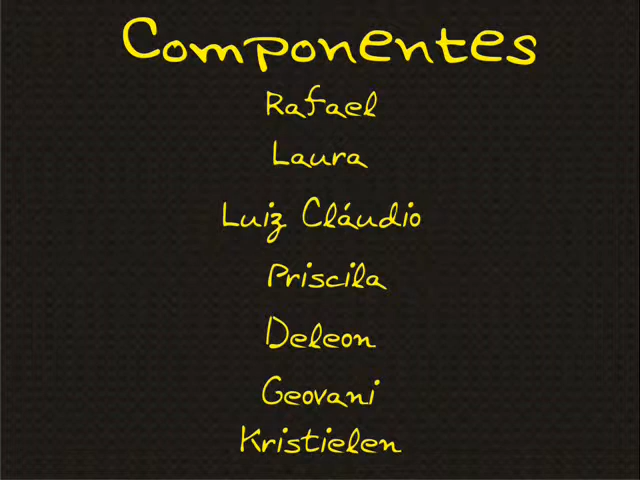 Componentes
Rafael
Laura
Luiz Cláudio
Priscila
Deleon
Geovani
Kristielen